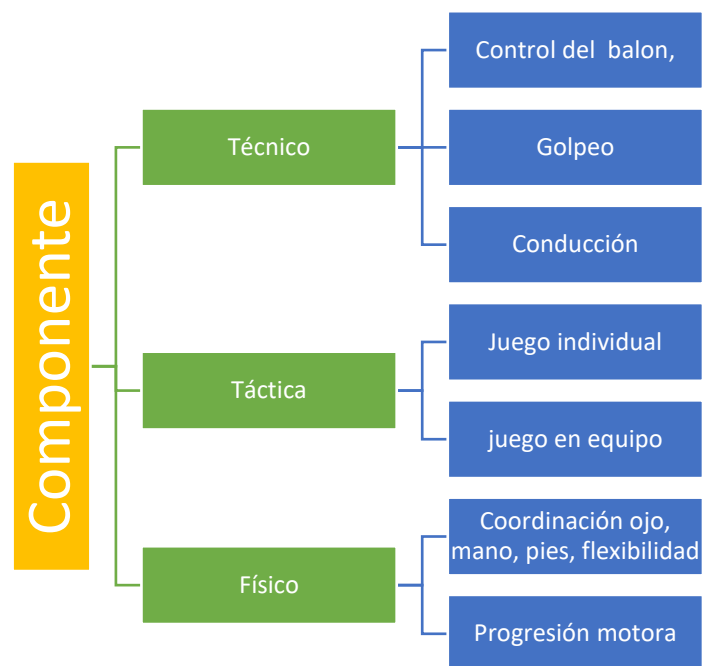 Componente
Técnico
Control del balon,
Golpeo
Conducción
Táctica
Juego individual
juego en equipo
Físico
Coordinación ojo,
mano, pies, flexibilidad
Progresión motora